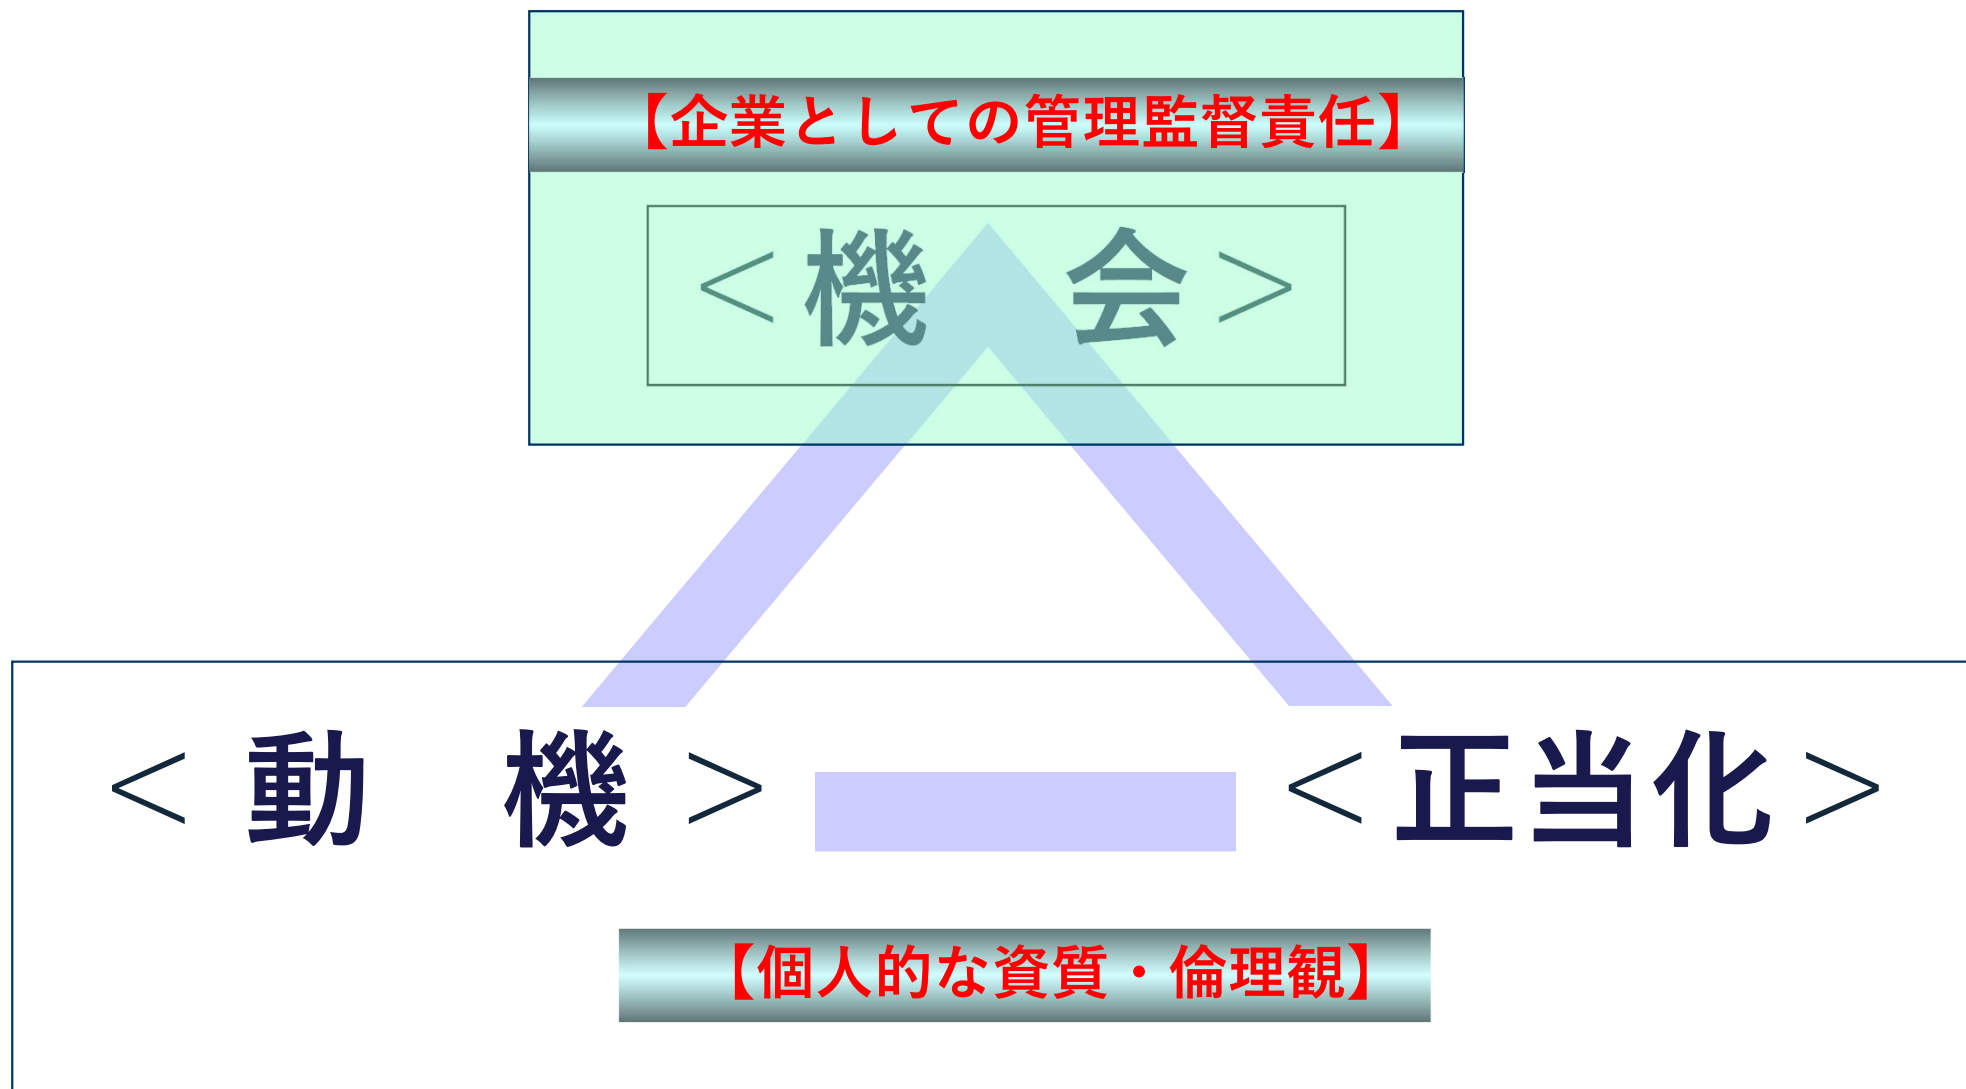 【企業としての管理監督責任】
＜機　会＞
＜ 動　機 ＞
＜正当化＞
【個人的な資質・倫理観】